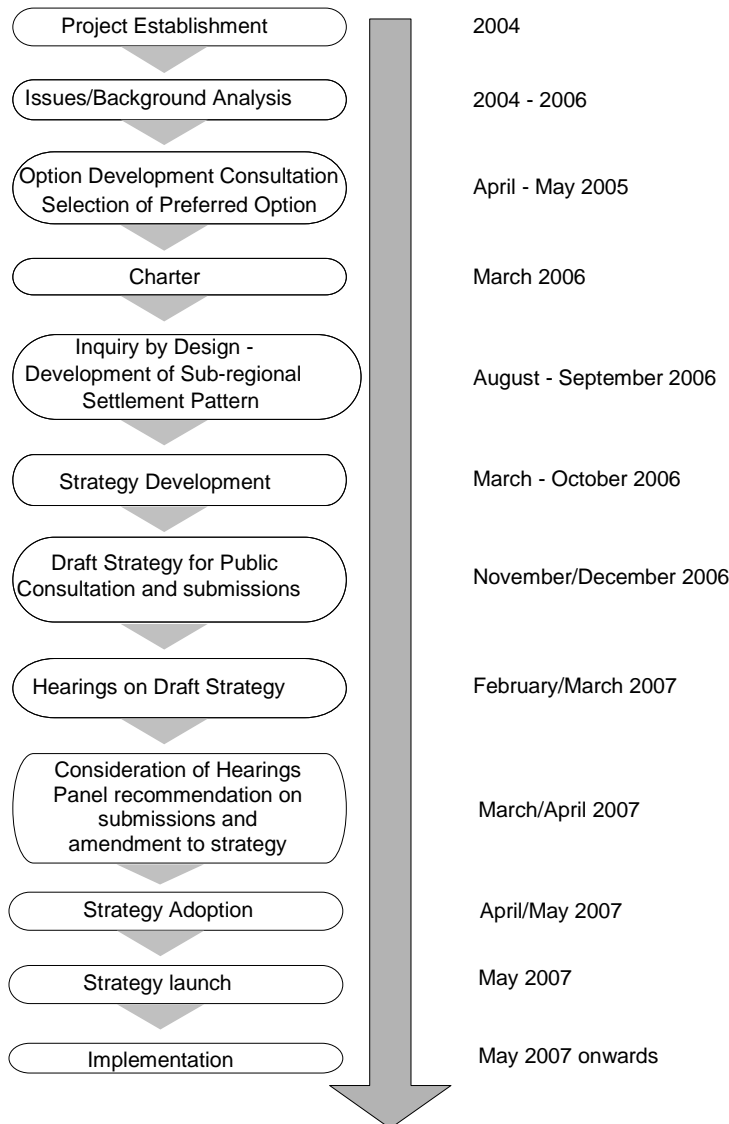 Project Establishment
2004
Issues/Background Analysis
2004 - 2006
Option Development Consultation
Selection of Preferred Option
April - May 2005
Charter
March 2006
Inquiry by Design -
Development of Sub-regional
Settlement Pattern
August - September 2006
Strategy Development
March - October 2006
Draft Strategy for Public
Consultation and submissions
November/December 2006
Hearings on Draft Strategy
February/March 2007
Consideration of Hearings
Panel recommendation on
submissions and
amendment to strategy
March/April 2007
Strategy Adoption
April/May 2007
Strategy launch
May 2007
Implementation
May 2007 onwards